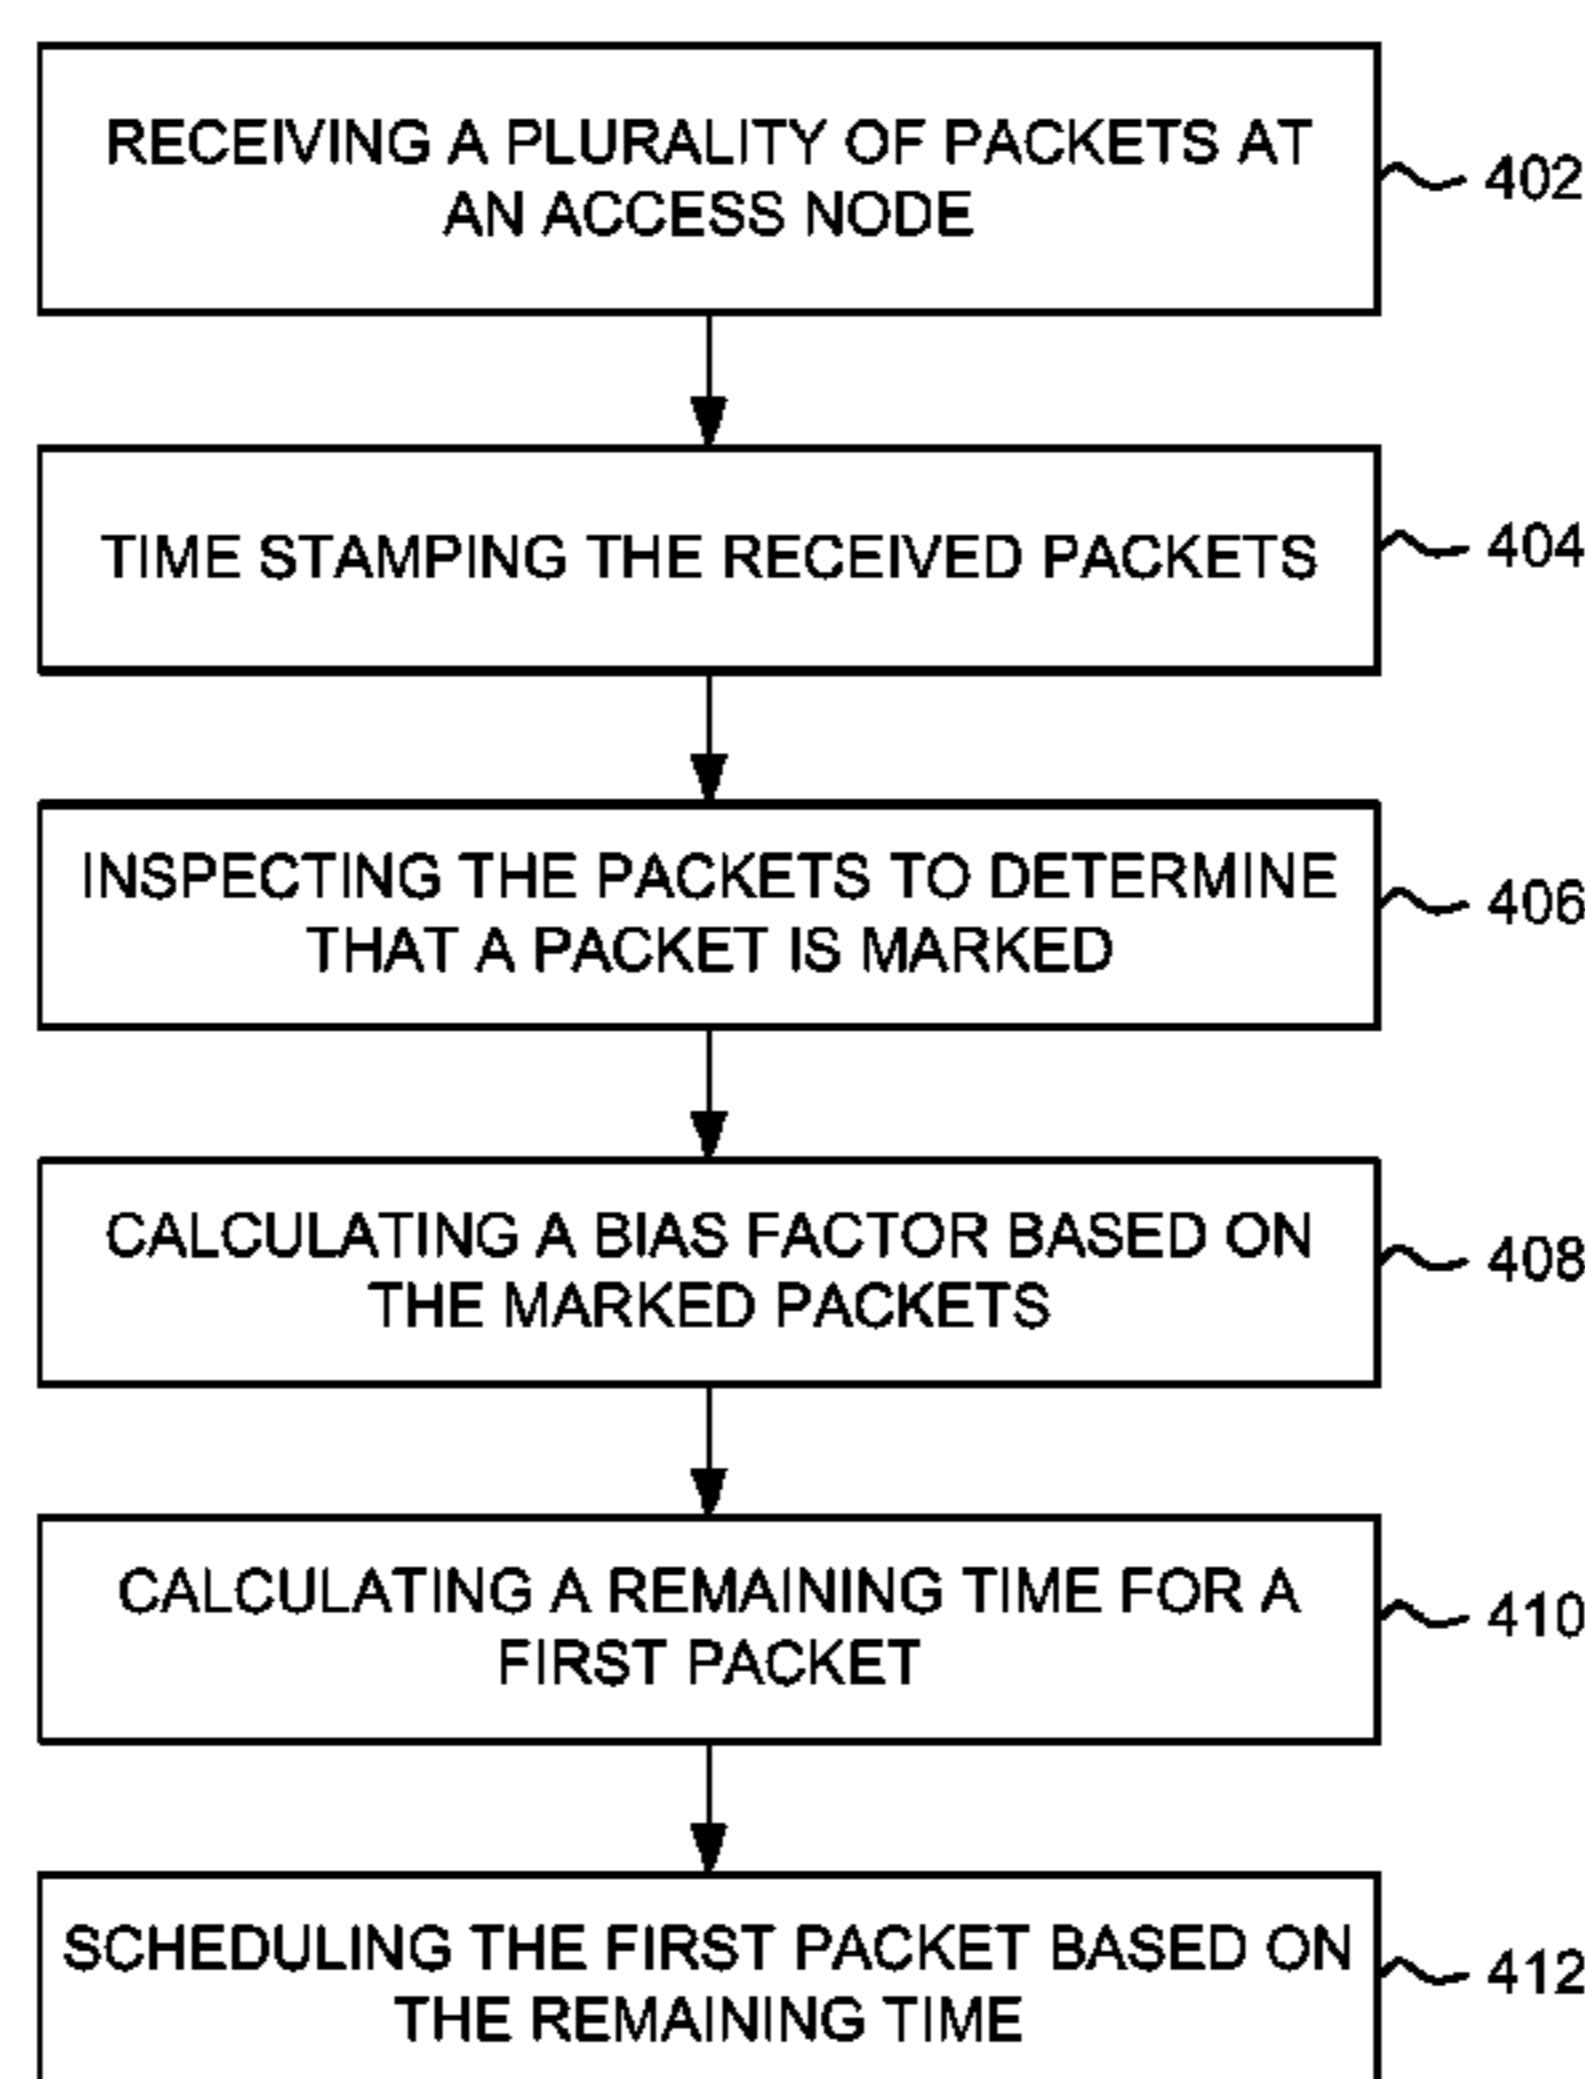 RECEIVING A PLURALITY OF PACKETS AT
AN ACCESS NODE
402
TIME STAMPING THE RECEIVED PACKETS
404
INSPECTING THE PACKETS TO DETERMINE
THAT A PACKET IS MARKED
406
CALCULATING A BIAS FACTOR BASED ON
THE MARKED PACKETS
408
CALCULATING A REMAINING TIME FOR A
FIRST PACKET
410
SCHEDULING THE FIRST PACKET BASED ON
THE REMAINING TIME
412